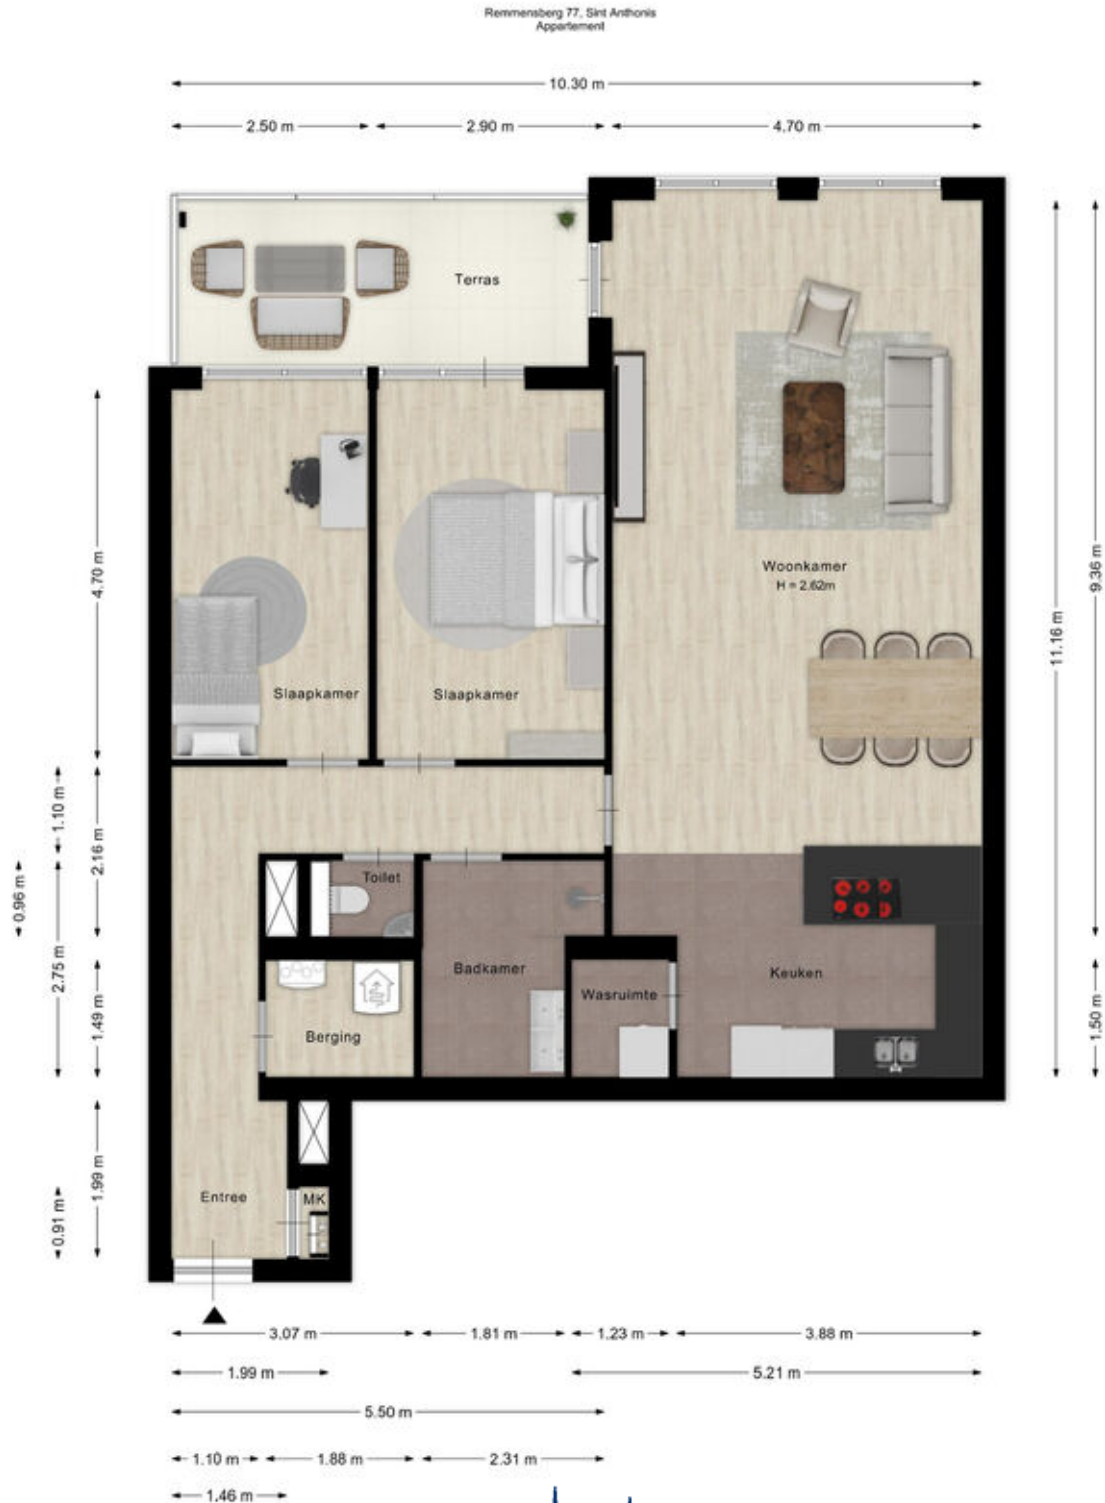 Remmensberg 77, Sint Anthonis
Appartement
10.30 m
2.50 m
2.90 m
4.70 m
Terras
4.70 m
Woonkamer
H = 2.62m
9.36 m
11.16 m
Slaapkamer
Slaapkamer
1.10 m
2.16 m
0.96 m
Toilet
2.75 m
Badkamer
Wasruimte
Keuken
1.49 m
Berging
1.50 m
1.99 m
0.91 m
Entree
MK
3.07 m
1.81 m
1.23 m
3.88 m
1.99 m
5.21 m
5.50 m
1.10 m
1.88 m
2.31 m
1.46 m